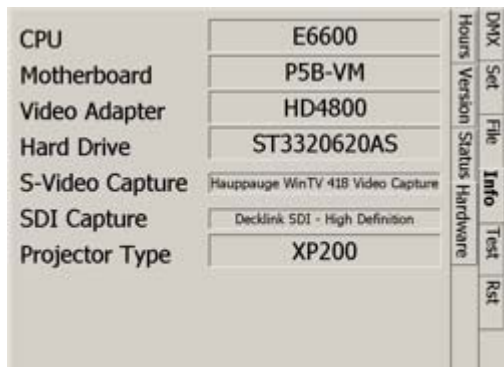 CPU E6600
Motherboard P5B-VM
Video Adapter HD4800
Hard Drive ST3320620AS
S-Video Capture Hauppauge WinTV 418 Video Capture
SDI Capture Decklink SDI - High Definition
Projector Type XP200
Hours Version Status Hardware
DMX Set File Info Test Rst